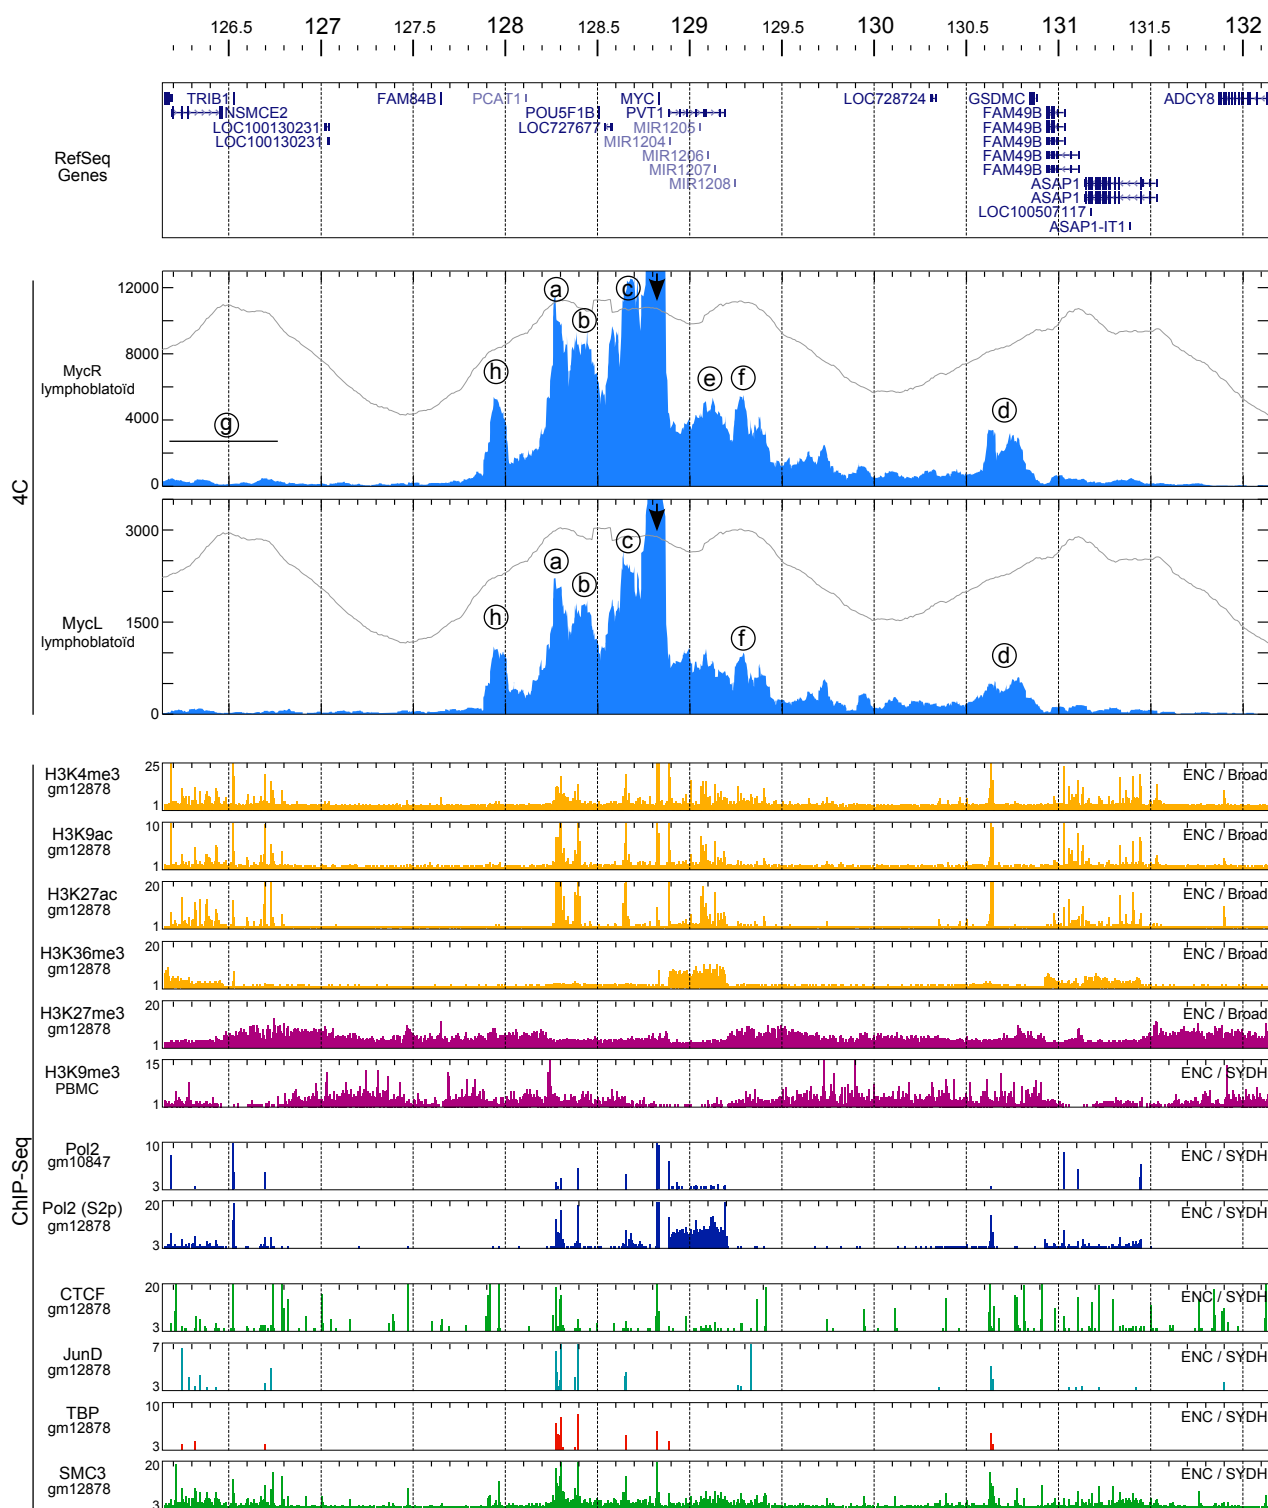 126.5 127 127.5 128 128.5 129 129.5 130 130.5 131 131.5 132
RefSeq
Genes
TRIB1 FAM84B PCAT1 MYC LOC728724 GSDMC ADCY8
NSMCE2 POU5F1B PVT1 FAM49B
LOC100130231 LOC727677 MIR1205 FAM49B
LOC100130231 MIR1204 FAM49B
MIR1206 FAM49B
MIR1207 FAM49B
MIR1208 ASAP1
ASAP1
LOC100507117
ASAP1-IT1
4C
MycR
lymphoblatoïd
12000
8000
4000
0
a b c d e f g h
MycL
lymphoblatoïd
3000
1500
0
a b c d f h
ChIP-Seq
H3K4me3
gm12878
25
1
ENC / Broad
H3K9ac
gm12878
10
1
ENC / Broad
H3K27ac
gm12878
20
1
ENC / Broad
H3K36me3
gm12878
20
1
ENC / Broad
H3K27me3
gm12878
20
1
ENC / Broad
H3K9me3
PBMC
15
1
ENC / SYDH
Pol2
gm10847
10
3
ENC / SYDH
Pol2 (S2p)
gm12878
20
3
ENC / SYDH
CTCF
gm12878
20
3
ENC / SYDH
JunD
gm12878
7
3
ENC / SYDH
TBP
gm12878
10
3
ENC / SYDH
SMC3
gm12878
20
3
ENC / SYDH